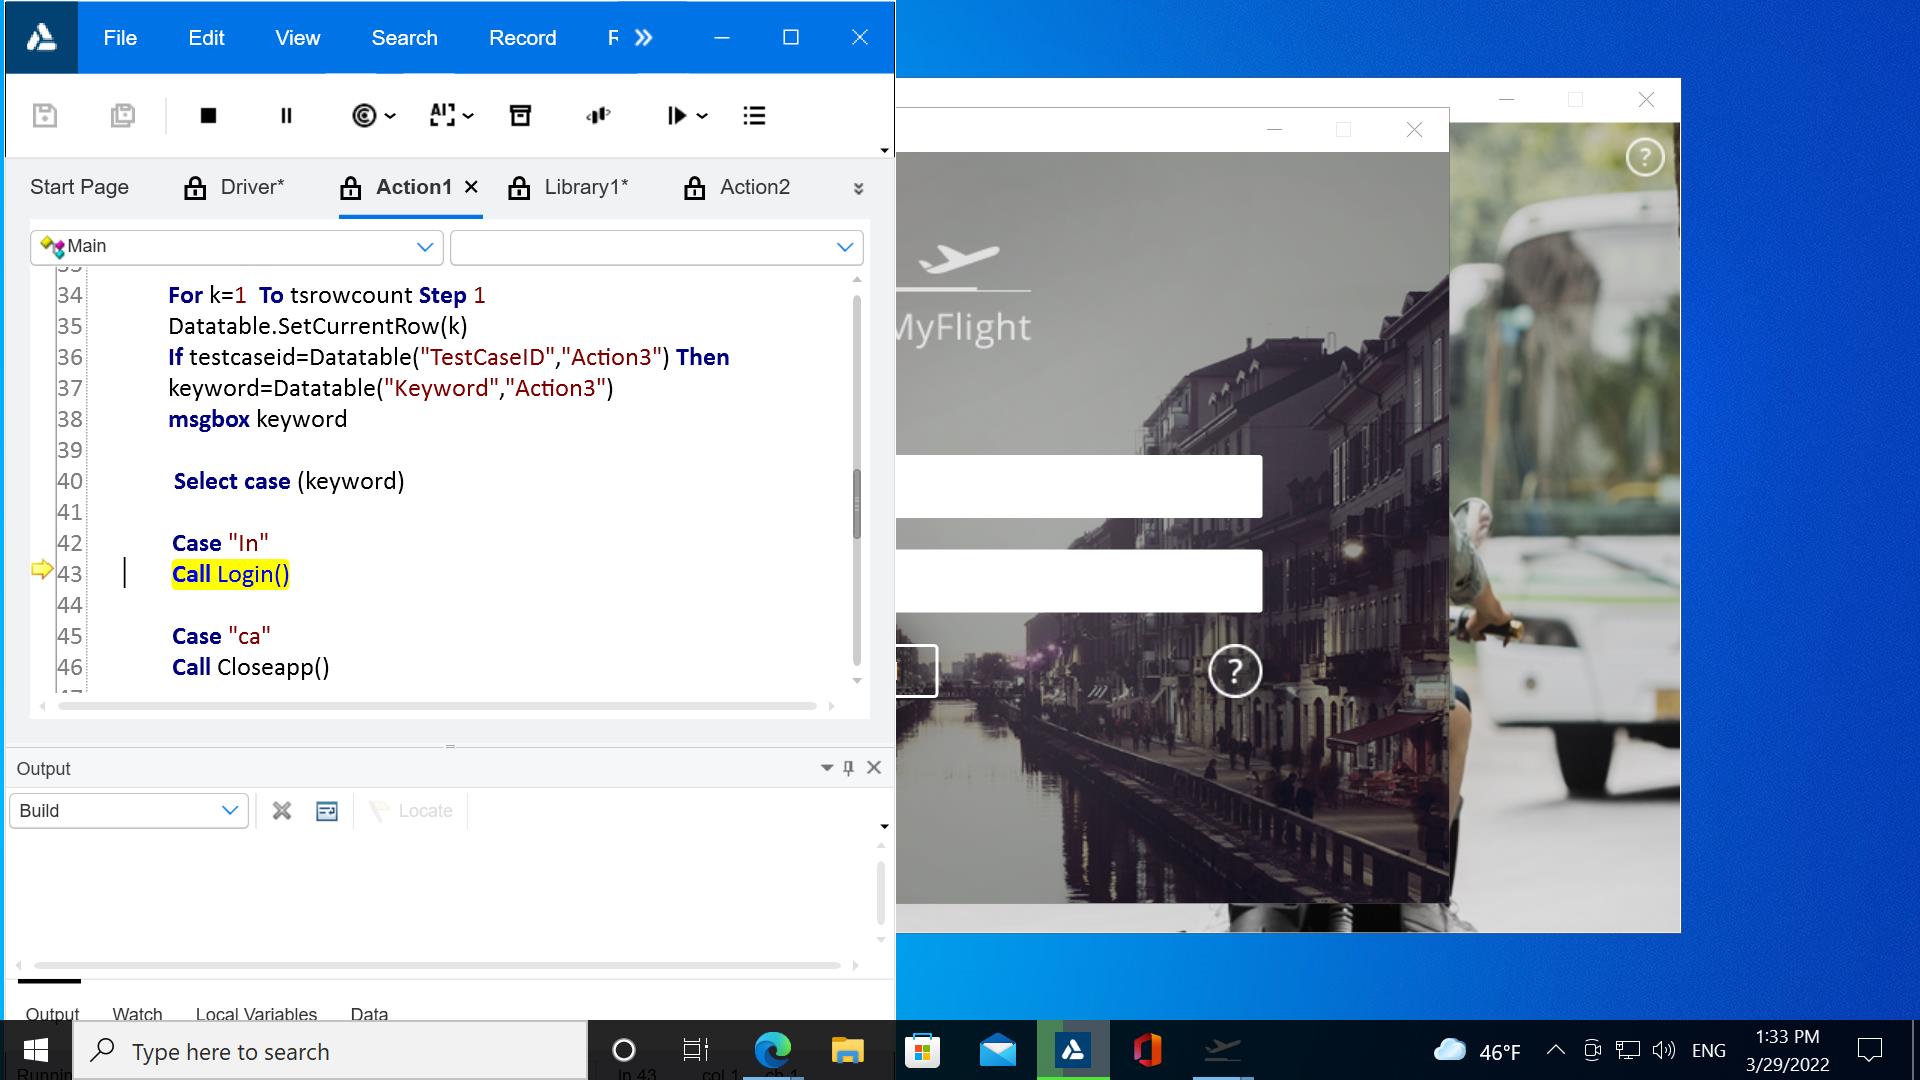 File Edit View Search Record
Start Page Driver* Action1 Library1* Action2
Main
34 For k=1 To tsrowcount Step 1
35 Datatable.SetCurrentRow(k)
36 If testcaseid=Datatable("TestCaseID","Action3") Then
37 keyword=Datatable("Keyword","Action3")
38 msgbox keyword
39
40 Select case (keyword)
41
42 Case "In"
43 Call Login()
44
45 Case "ca"
46 Call Closeapp()
Output
Build Locate
Output Watch Local Variables Data
MyFlight
?
?
AI
Type here to search
46°F ENG 1:33 PM
3/29/2022